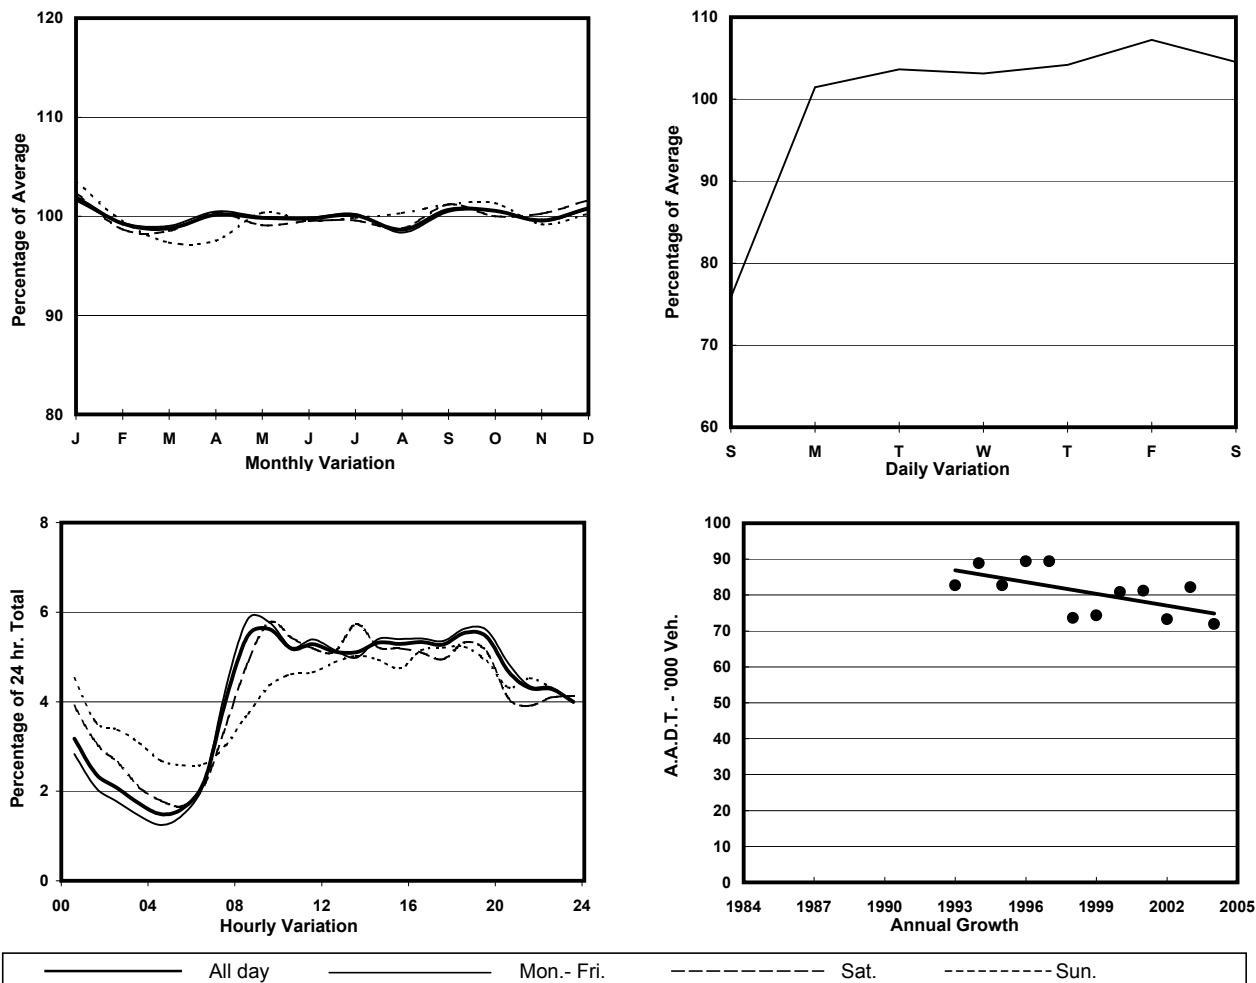 120
110
100
90
80
Percentage of Average
J F M A M J J A S O N D
Monthly Variation
110
100
90
80
70
60
Percentage of Average
S M T W T F S
Daily Variation
8
6
4
2
0
Percentage of 24 hr. Total
00 04 08 12 16 20 24
Hourly Variation
100
90
80
70
60
50
40
30
20
10
0
A.A.D.T. - '000 Veh.
1984 1987 1990 1993 1996 1999 2002 2005
Annual Growth
All day Mon.- Fri. Sat. Sun.